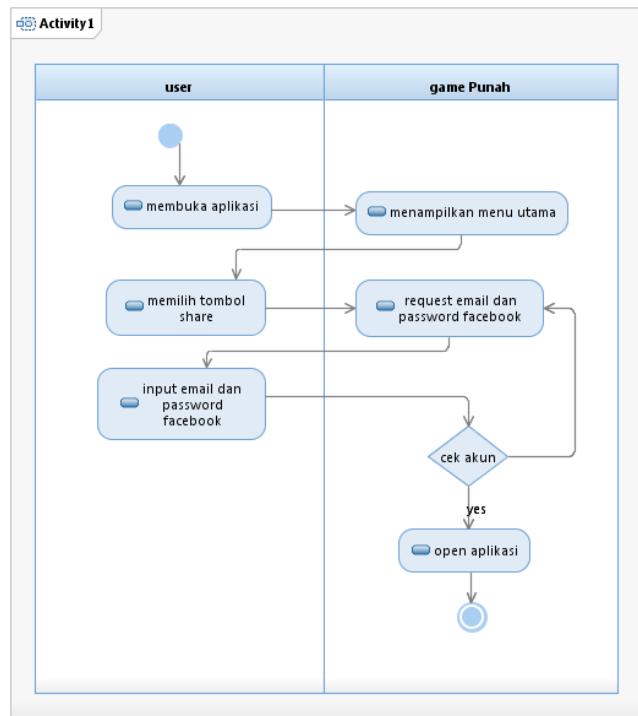 Activity1
user
game Punah
membuka aplikasi
menampilkan menu utama
memilih tombol
share
request email dan
password facebook
input email dan
password
facebook
cek akun
yes
open aplikasi